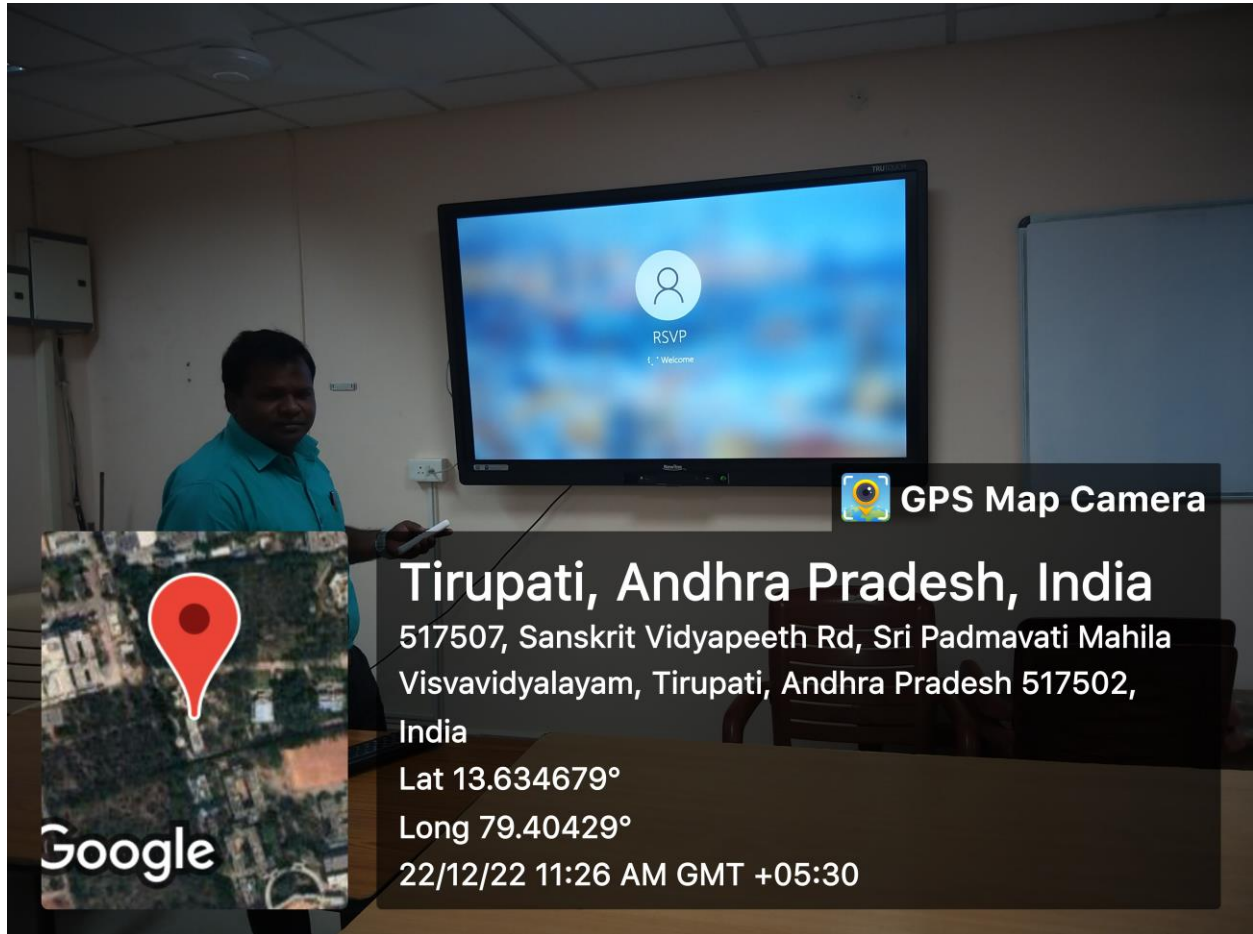 RSVP
Welcome
GPS Map Camera
Tirupati, Andhra Pradesh, India
517507, Sanskrit Vidyapeeth Rd, Sri Padmavati Mahila
Visvavidyalayam, Tirupati, Andhra Pradesh 517502,
India
Lat 13.634679°
Long 79.40429°
22/12/22 11:26 AM GMT +05:30
Google